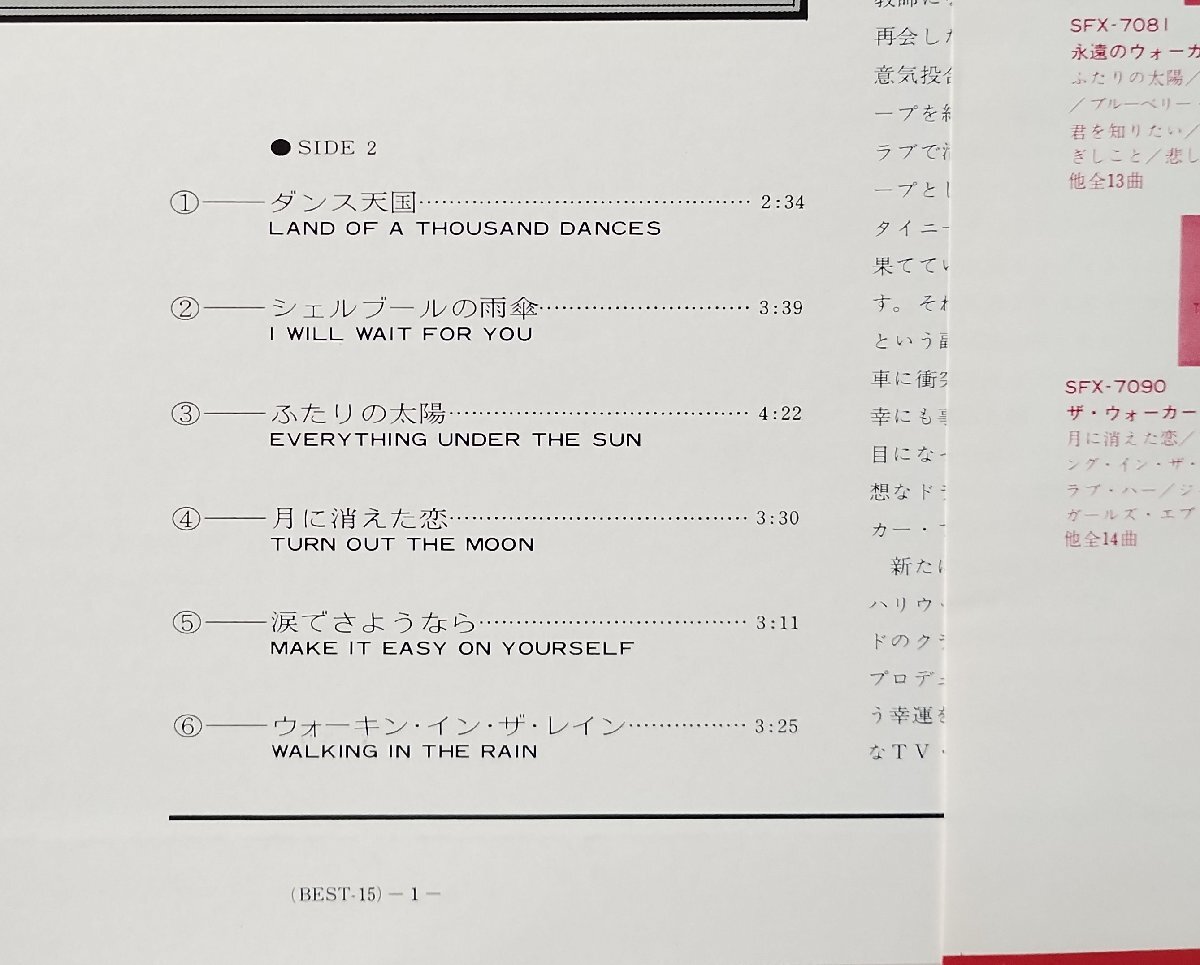 ● SIDE 2
①——ダンス天国…… 2:34
LAND OF A THOUSAND DANCES
②——シェルブールの雨傘…… 3:39
I WILL WAIT FOR YOU
③——ふたりの太陽…… 4:22
EVERYTHING UNDER THE SUN
④——月に消えた恋…… 3:30
TURN OUT THE MOON
⑤——涙でさようなら…… 3:11
MAKE IT EASY ON YOURSELF
⑥——ウォーキン・イン・ザ・レイン…… 3:25
WALKING IN THE RAIN
(BEST-15) — 1 —
再会し
意気投
ープを
ラブで
ープと
タイニー
果てて
す。それ
という
車に衝
幸にも
目になっ
想なド
カー・
新た
ハリウ
ドのク
プロデ
う幸運
なTV・
SFX-7081
永遠のウォーカ
ふたりの太陽/
/ブルーベリー・
君を知りたい/
ぎしこと/悲し
他全13曲
SFX-7090
ザ・ウォーカー
月に消えた恋/
ング・イン・ザ・
ラブ・ハー/ジ
ガールズ・エブ
他全14曲